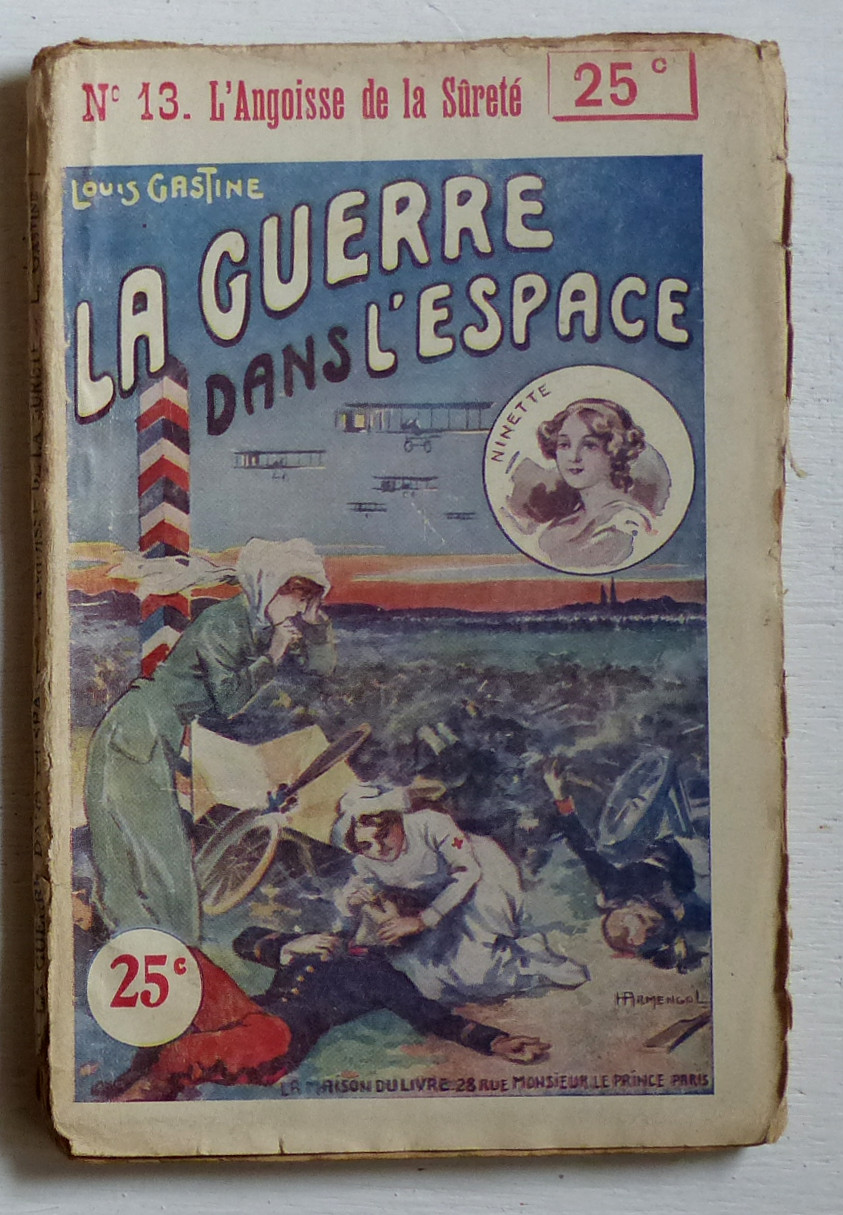 Nº 13. L'Angoisse de la Sûreté
25c
LOUIS GASTINE
LA GUERRE
DANS L'ESPACE
NINETTE
25c
HARMENGOL
LA MAISON DU LIVRE 28 RUE MONSIEUR LE PRINCE PARIS